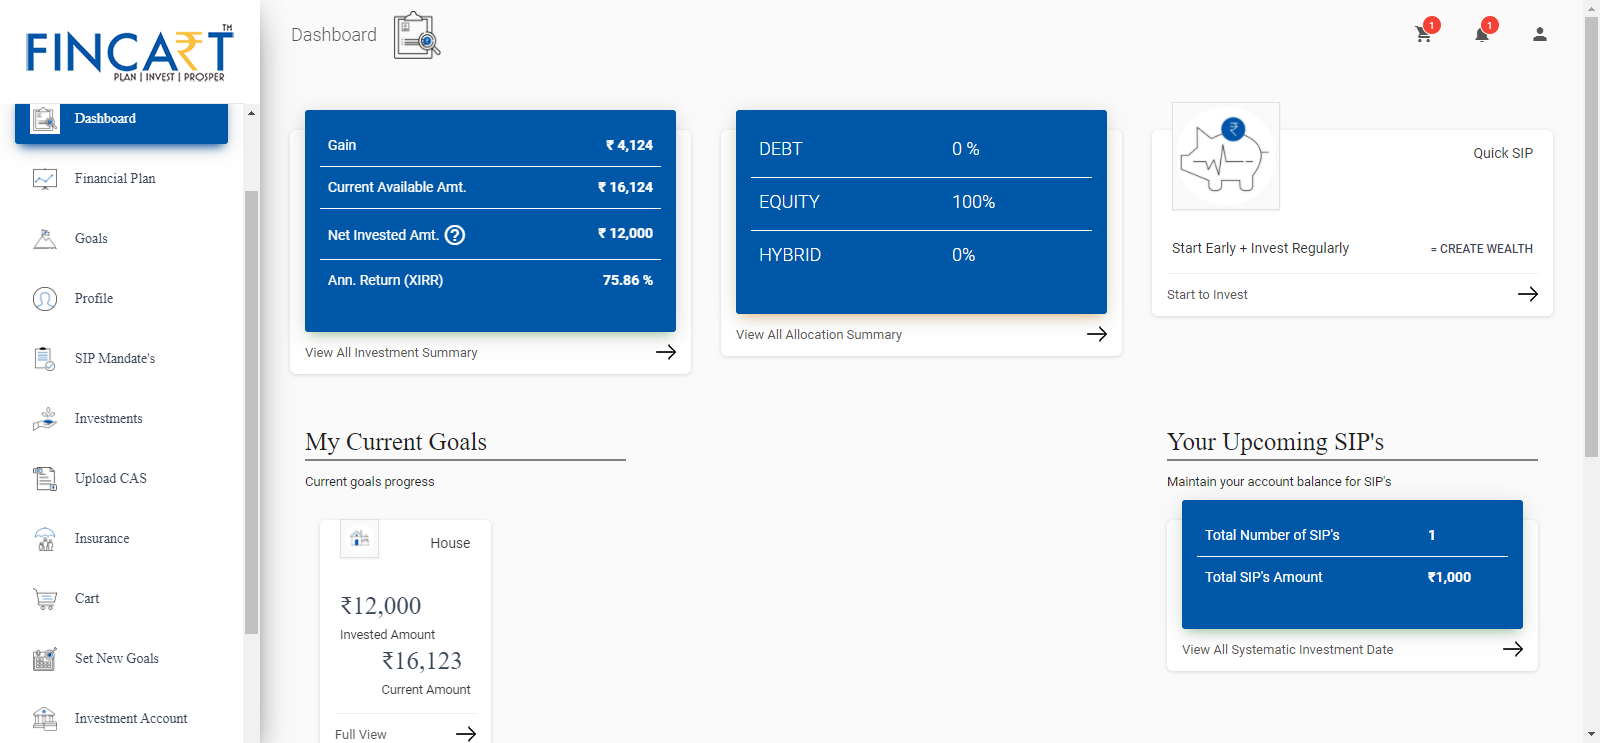 FINCART™
PLAN | INVEST | PROSPER
Dashboard
Financial Plan
Goals
Profile
SIP Mandate's
Investments
Upload CAS
Insurance
Cart
Set New Goals
Investment Account
Dashboard
1
1
Gain ₹ 4,124
Current Available Amt. ₹ 16,124
Net Invested Amt. ? ₹ 12,000
Ann. Return (XIRR) 75.86 %
View All Investment Summary
DEBT 0 %
EQUITY 100%
HYBRID 0%
View All Allocation Summary
₹
Quick SIP
Start Early + Invest Regularly = CREATE WEALTH
Start to Invest
My Current Goals
Current goals progress
House
₹12,000
Invested Amount
₹16,123
Current Amount
Full View
Your Upcoming SIP's
Maintain your account balance for SIP's
Total Number of SIP's 1
Total SIP's Amount ₹1,000
View All Systematic Investment Date